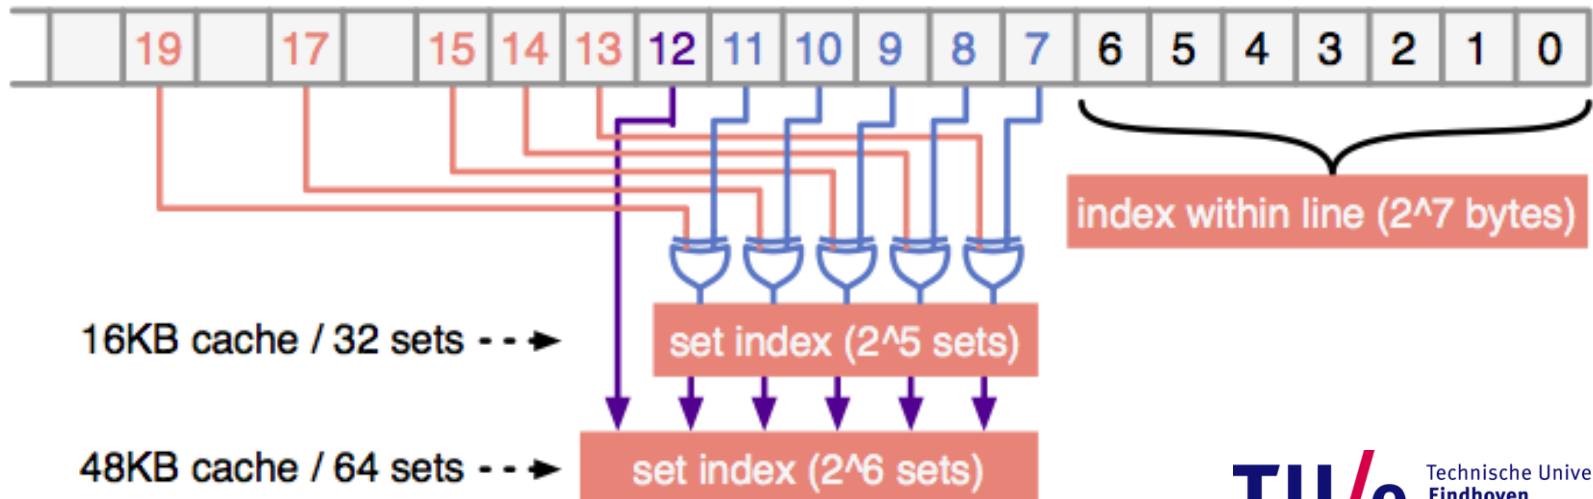 19 17 15 14 13 12 11 10 9 8 7 6 5 4 3 2 1 0
index within line (2^7 bytes)
16KB cache / 32 sets
set index (2^5 sets)
48KB cache / 64 sets
set index (2^6 sets)
TU/e
Technische
Eindhoven